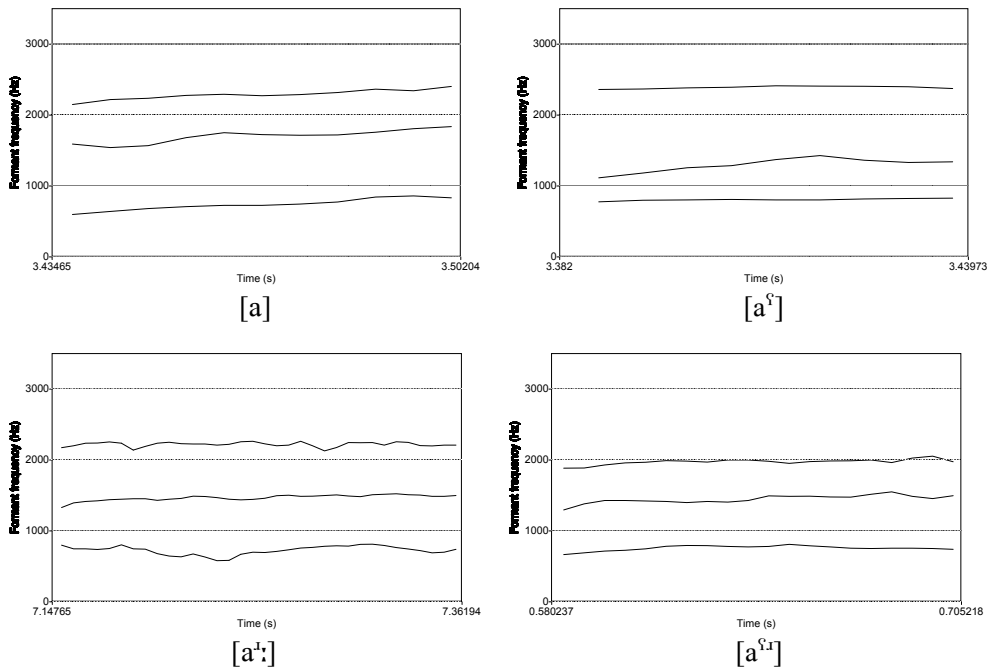 Formant frequency (Hz)
3000
2000
1000
0
3.43465
3.50204
Time (s)
[a]
Formant frequency (Hz)
3000
2000
1000
0
3.382
3.43973
Time (s)
[aˤ]
Formant frequency (Hz)
3000
2000
1000
0
7.14765
7.36194
Time (s)
[aʴː]
Formant frequency (Hz)
3000
2000
1000
0
0.580237
0.705218
Time (s)
[aˤʴ]